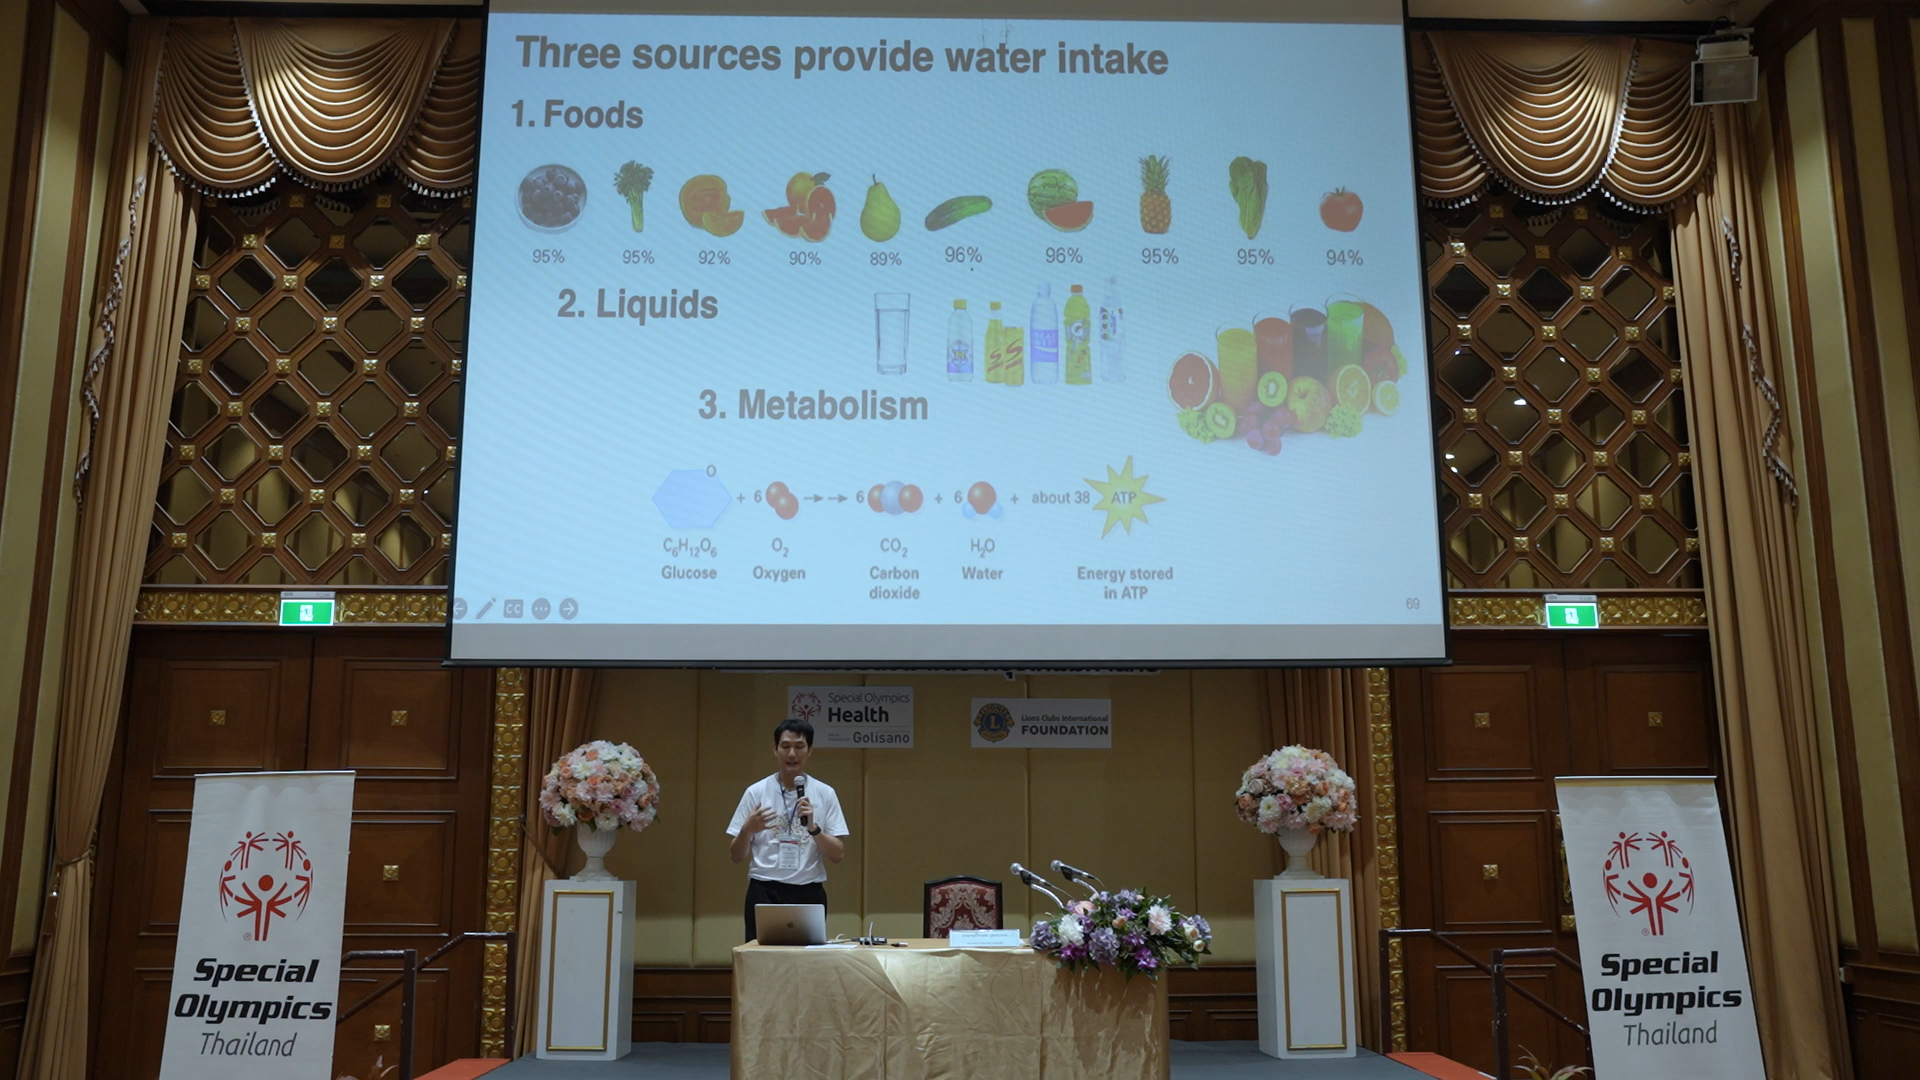 Three sources provide water intake
1. Foods
95%
95%
92%
90%
89%
96%
96%
95%
95%
94%
2. Liquids
3. Metabolism
O
+ 6 →→ 6 + 6 + about 38 ATP
C₆H₁₂O₆
O₂
CO₂
H₂O
Glucose
Oxygen
Carbon
dioxide
Water
Energy stored
in ATP
CC
69
Special Olympics
Health
Golisano
Lions Clubs International
FOUNDATION
L
Special
Olympics
Thailand
Special
Olympics
Thailand